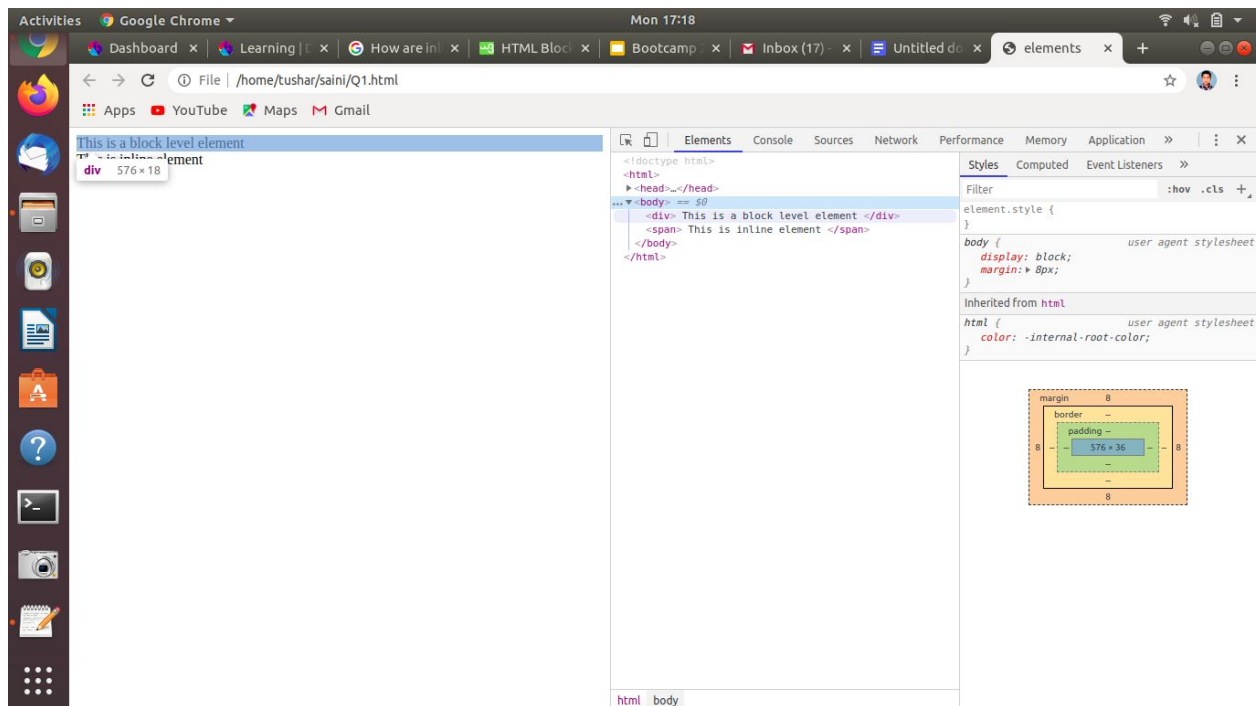 Activities Google Chrome ▾ Mon 17:18
Dashboard × Learning | × How are inl × HTML Bloc × Bootcamp × Inbox (17) - × Untitled do × elements × +
File | /home/tushar/saini/Q1.html
Apps YouTube Maps Gmail
This is a block level element
inline element
div 576 × 18
Elements Console Sources Network Performance Memory Application »
<!doctype html>
<html>
▶<head>…</head>
...▼<body> == $0
<div> This is a block level element </div>
<span> This is inline element </span>
</body>
</html>
html body
Styles Computed Event Listeners »
Filter :hov .cls +
element.style {
}
body { user agent stylesheet
display: block;
margin:▶ 8px;
}
Inherited from html
html { user agent stylesheet
color: -internal-root-color;
}
margin 8
border –
padding –
8 – – 576 × 36 – – 8
–
–
8